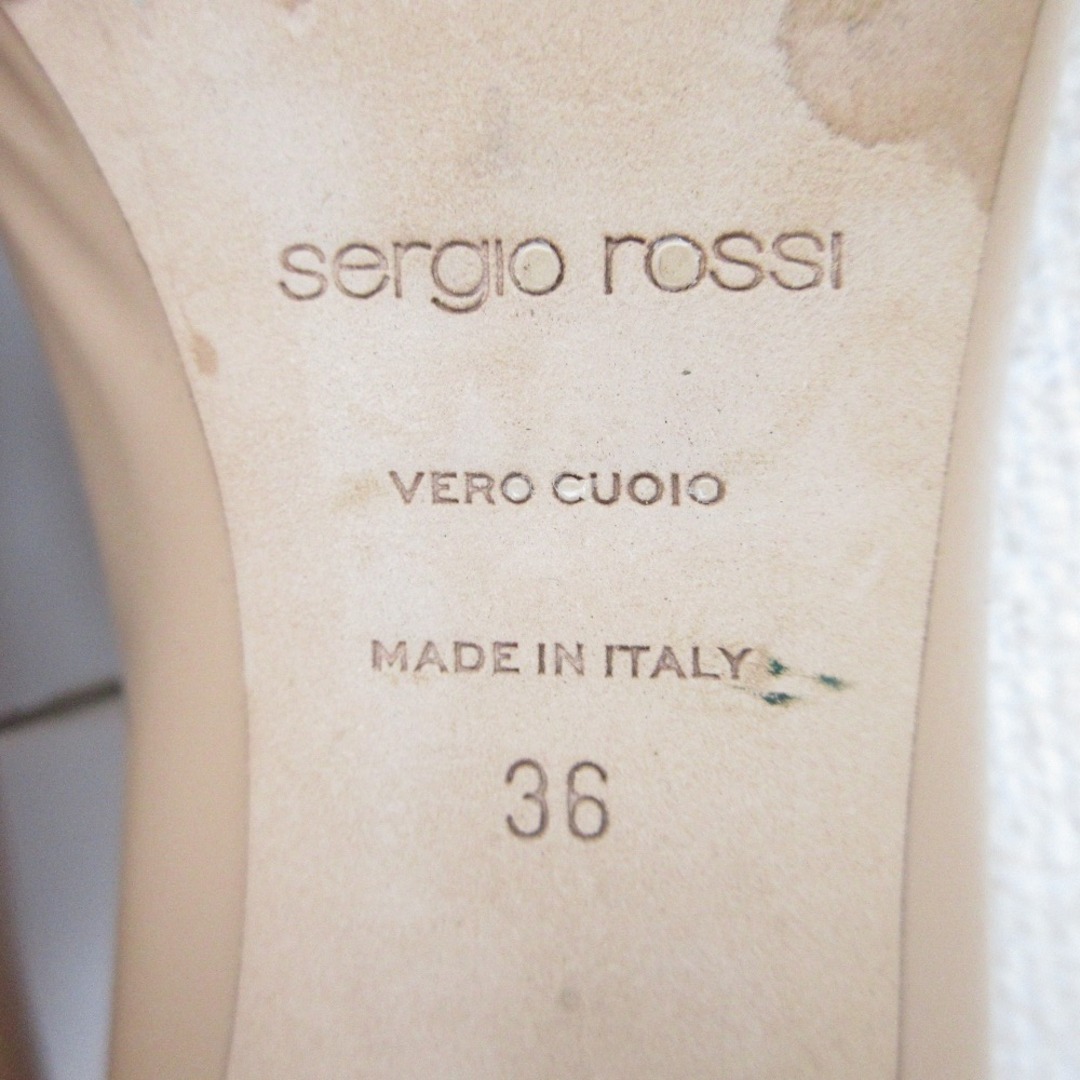 sergio rossi
VERO CUOIO
MADE IN ITALY
36